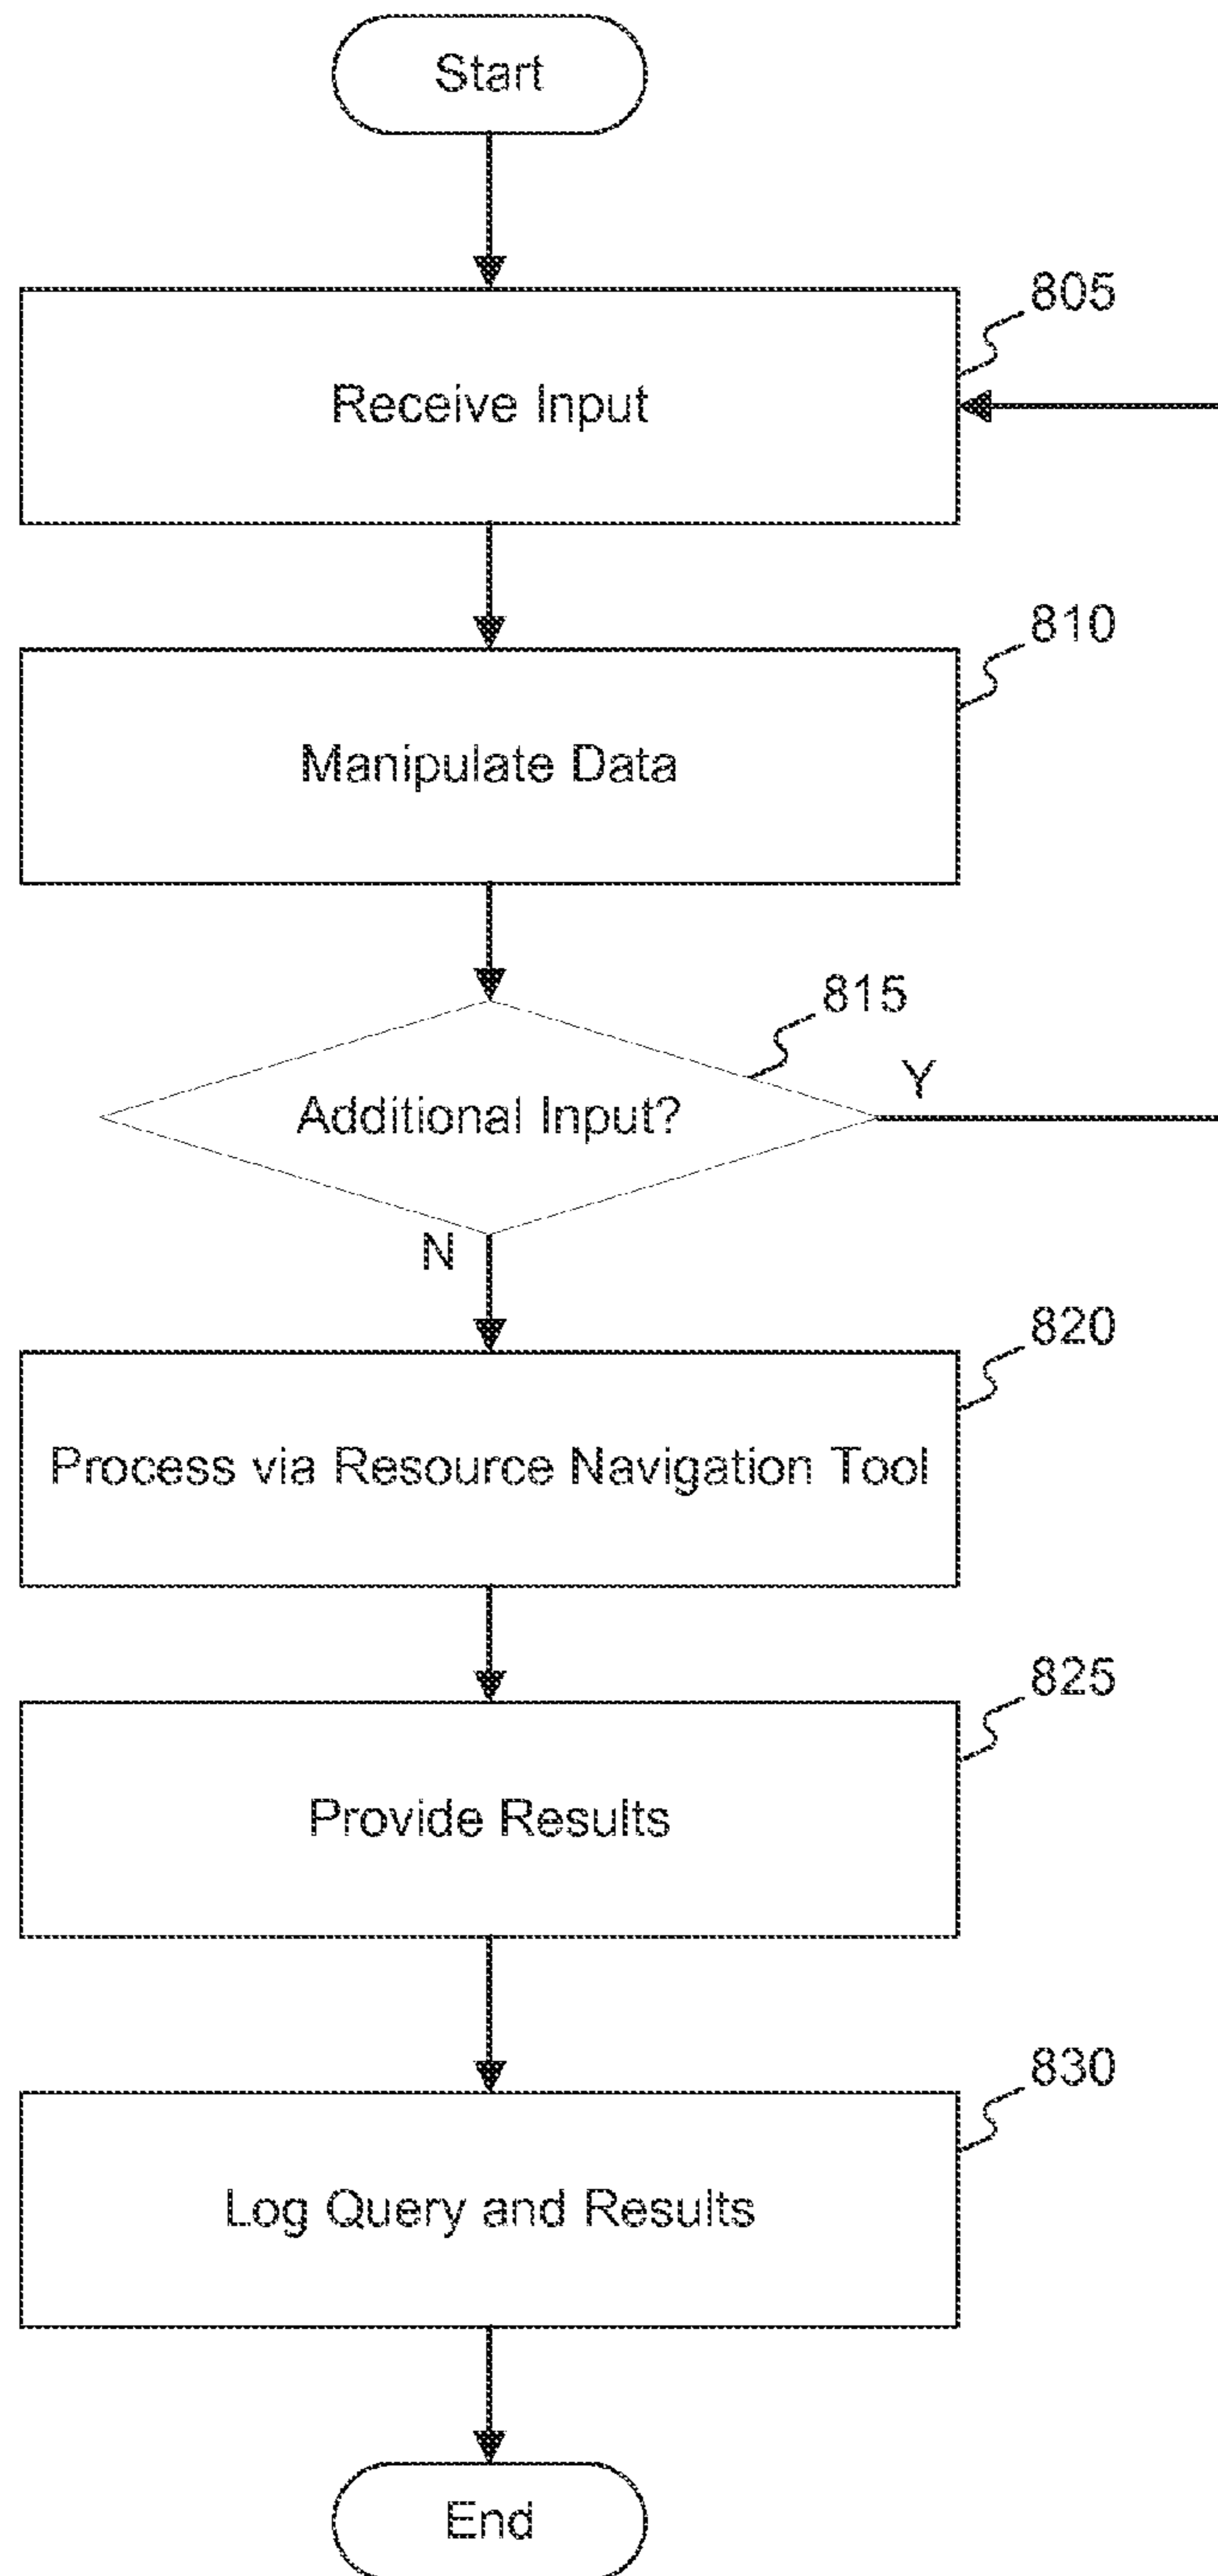 Start
805
Receive Input
810
Manipulate Data
815
Additional Input?
Y
N
820
Process via Resource Navigation Tool
825
Provide Results
830
Log Query and Results
End